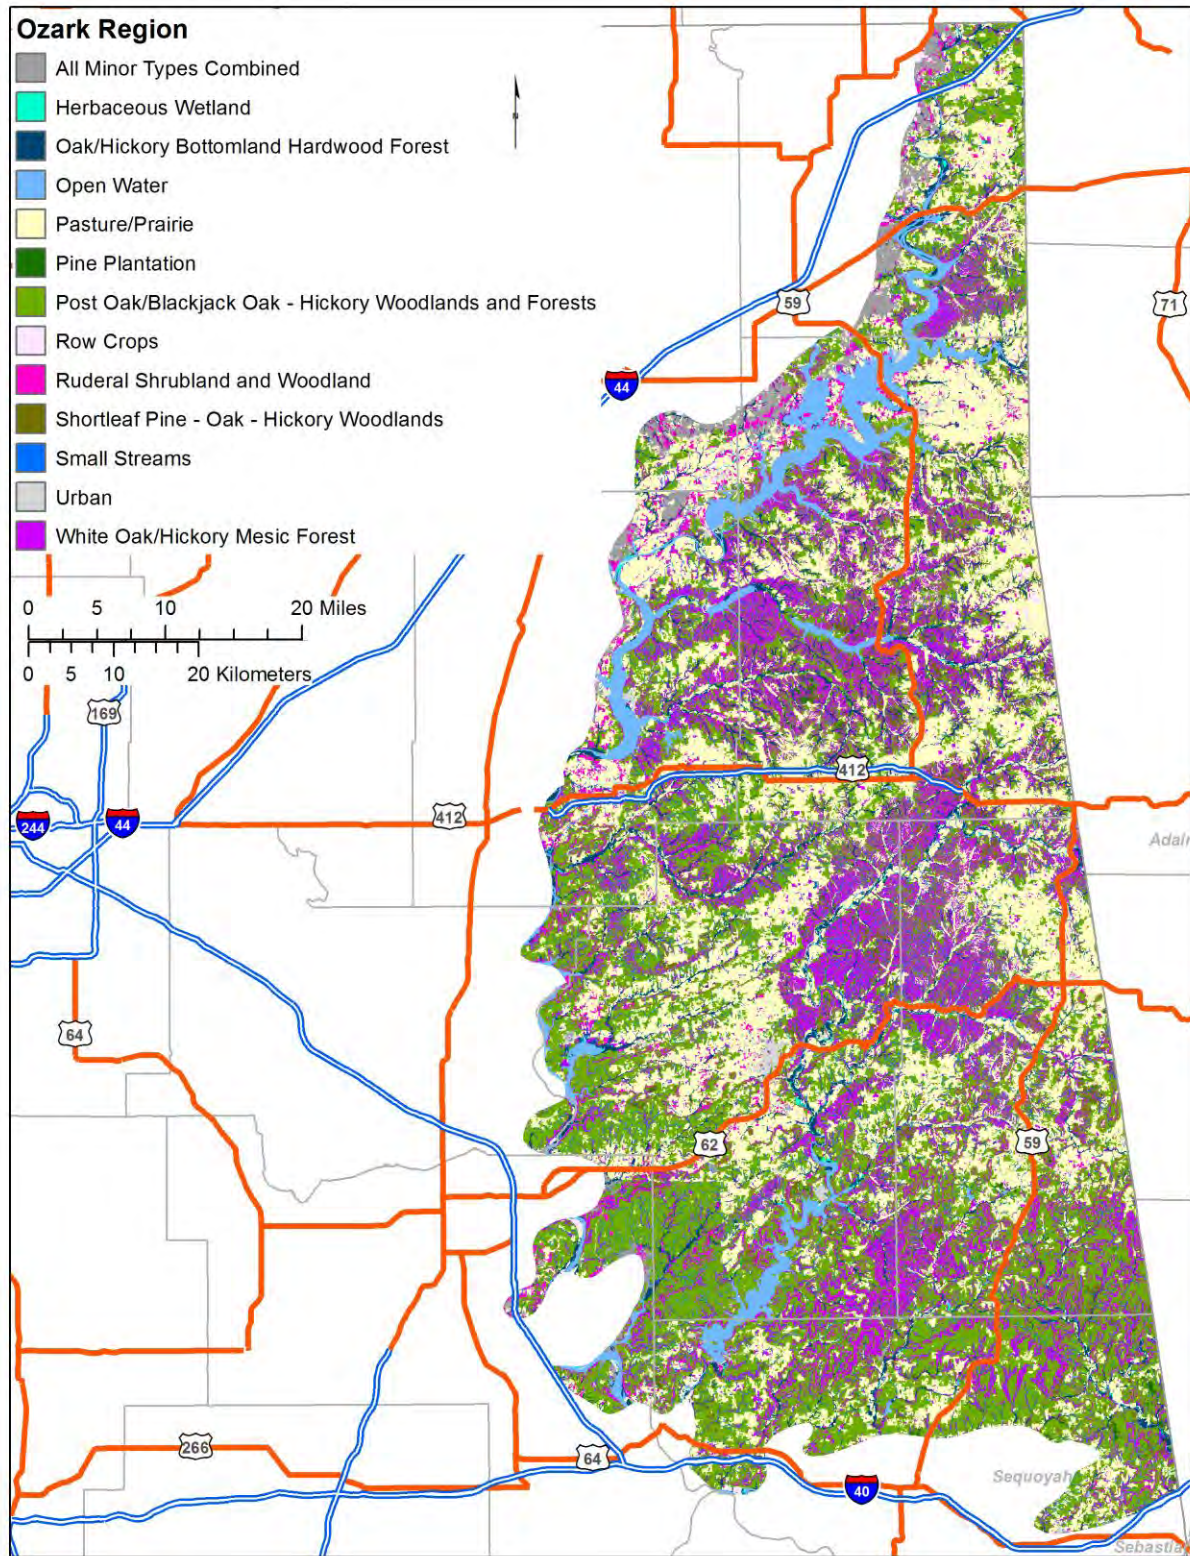 Ozark Region
All Minor Types Combined
Herbaceous Wetland
Oak/Hickory Bottomland Hardwood Forest
Open Water
Pasture/Prairie
Pine Plantation
Post Oak/Blackjack Oak - Hickory Woodlands and Forests
Row Crops
Ruderal Shrubland and Woodland
Shortleaf Pine - Oak - Hickory Woodlands
Small Streams
Urban
White Oak/Hickory Mesic Forest
0 5 10 20 Miles
0 5 10 20 Kilometers
59
71
44
169
412
244
44
412
Adair
64
62
59
266
64
40
Sequoyah
Sebastian